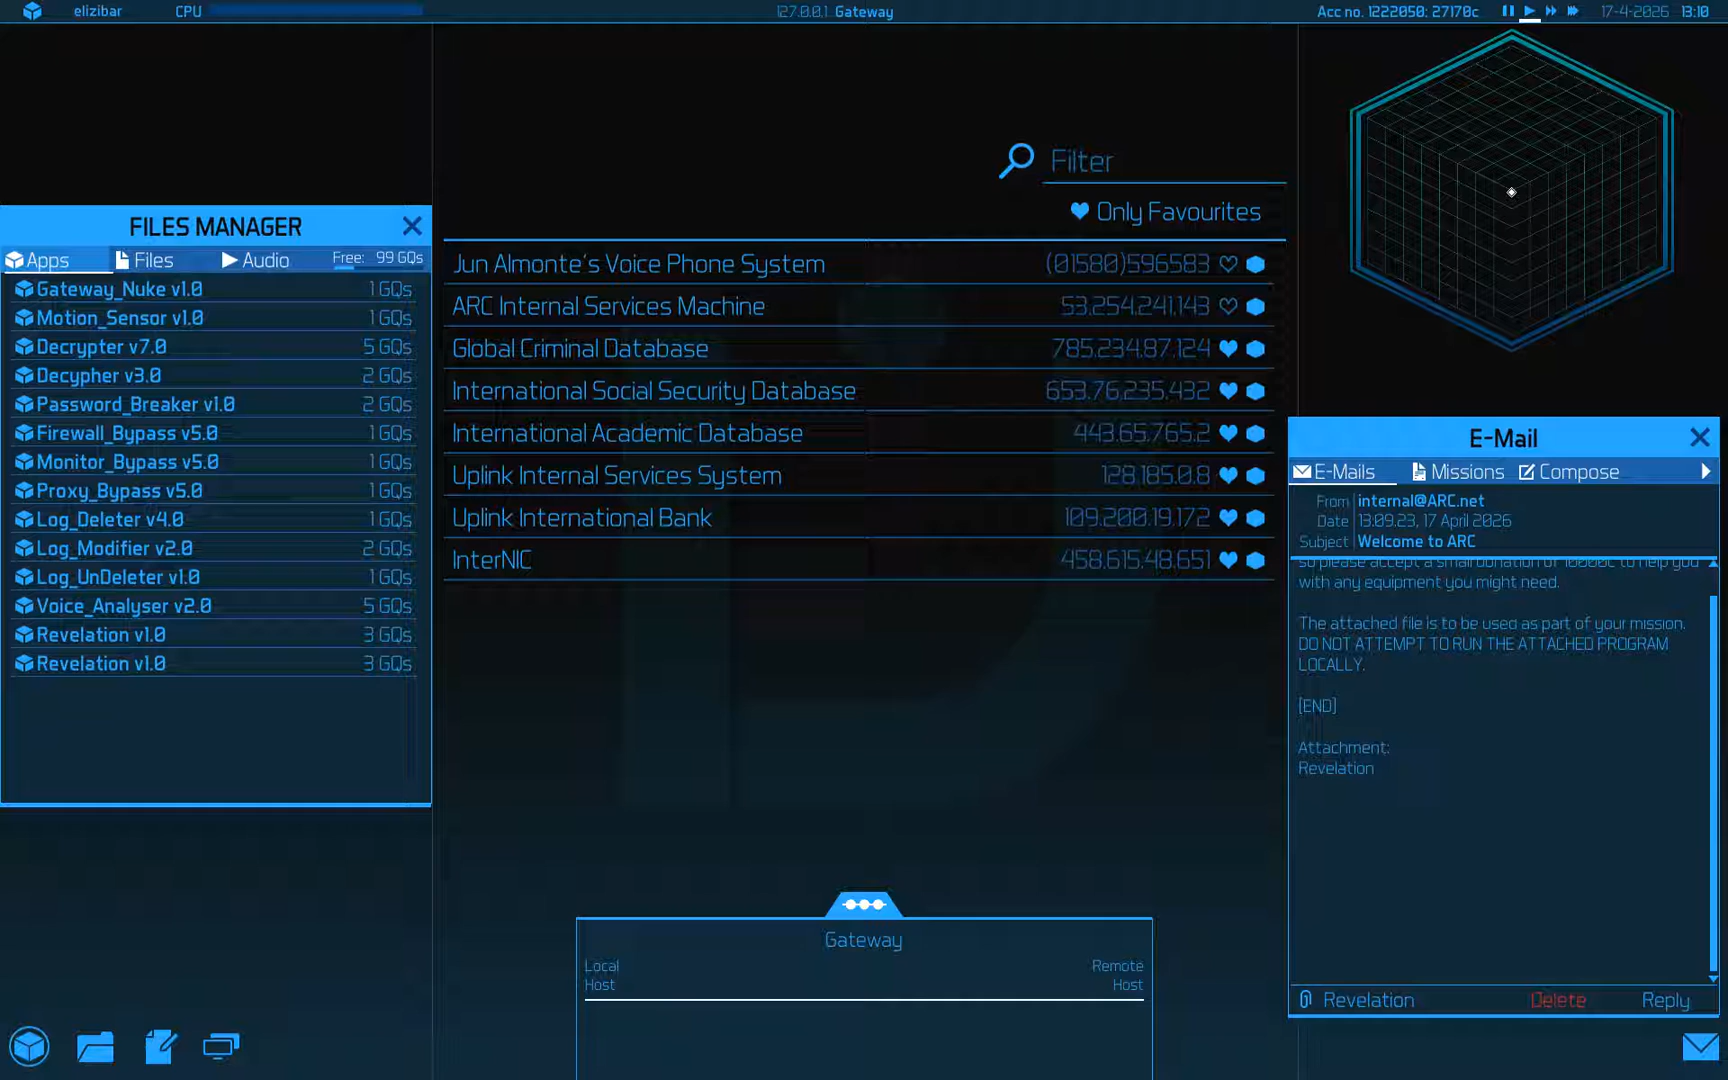 elizibar CPU 127.0.0.1 Gateway Acc no. 1222050: 27170c 17-4-2026 13:10
FILES MANAGER
Apps Files Audio Free: 99 GQs
Gateway_Nuke v1.0 1 GQs
Motion_Sensor v1.0 1 GQs
Decrypter v7.0 5 GQs
Decypher v3.0 2 GQs
Password_Breaker v1.0 2 GQs
Firewall_Bypass v5.0 1 GQs
Monitor_Bypass v5.0 1 GQs
Proxy_Bypass v5.0 1 GQs
Log_Deleter v4.0 1 GQs
Log_Modifier v2.0 2 GQs
Log_UnDeleter v1.0 1 GQs
Voice_Analyser v2.0 5 GQs
Revelation v1.0 3 GQs
Revelation v1.0 3 GQs
Filter
Only Favourites
Jun Almonte's Voice Phone System (01580)596583
ARC Internal Services Machine 53.254.241.143
Global Criminal Database 785.234.87.124
International Social Security Database 653.76.235.432
International Academic Database 443.65.765.2
Uplink Internal Services System 128.185.0.8
Uplink International Bank 109.200.19.172
InterNIC 458.615.48.651
Gateway
Local Host
Remote Host
E-Mail
E-Mails Missions Compose
From internal@ARC.net
Date 13:09.23, 17 April 2026
Subject Welcome to ARC
so please accept a small donation of 10000c to help you
with any equipment you might need.
The attached file is to be used as part of your mission.
DO NOT ATTEMPT TO RUN THE ATTACHED PROGRAM
LOCALLY.
[END]
Attachment:
Revelation
Revelation Delete Reply